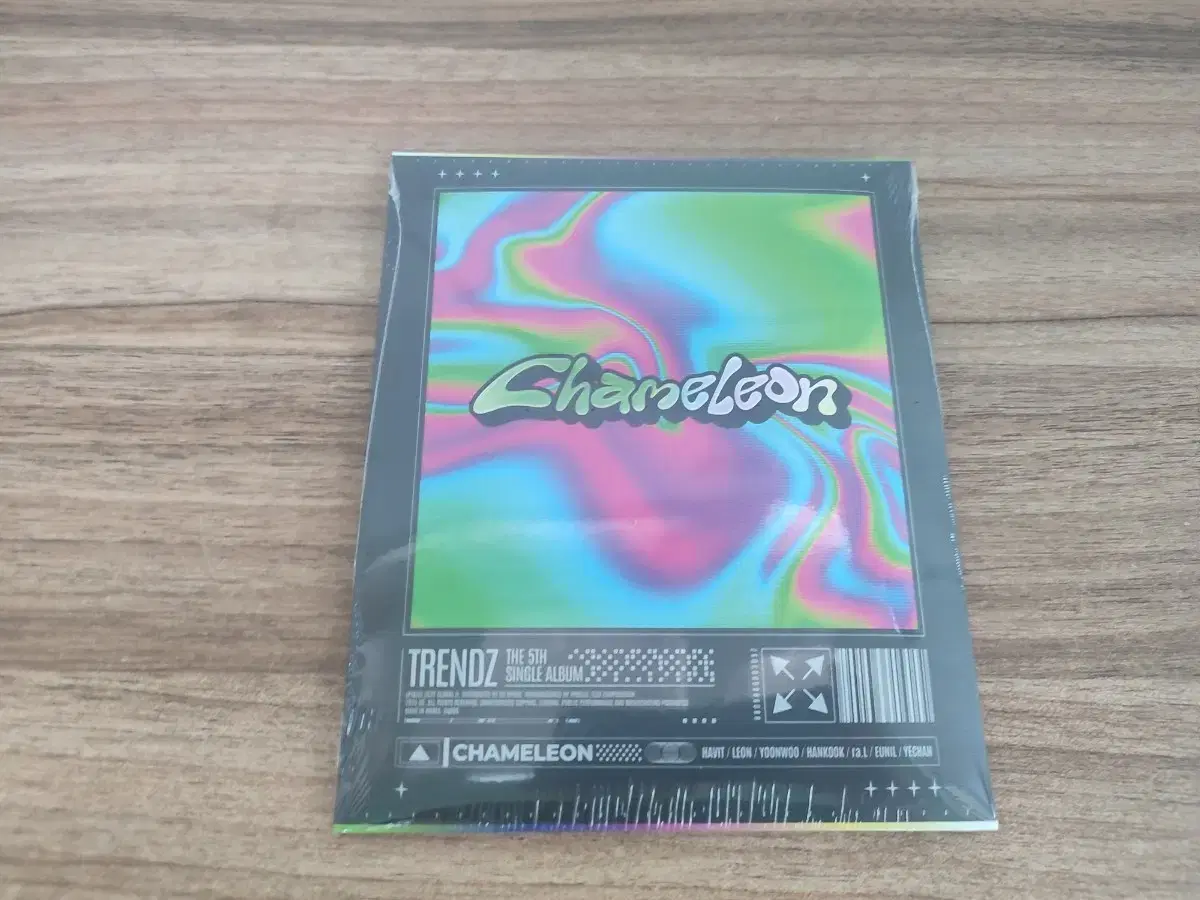 Chameleon
TRENDZ
THE 5TH
SINGLE ALBUM
CHAMELEON
HAVIT / LEON / YOONWOO / HANKOOK / ra.L / EUNIL / YECHAN